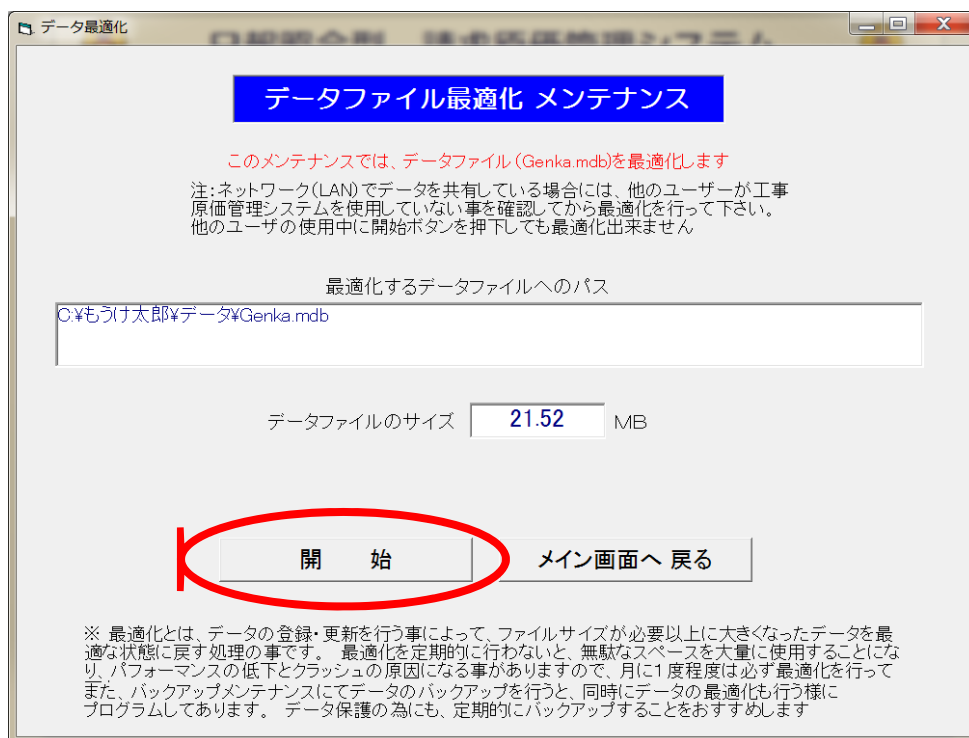 データ最適化
データファイル最適化 メンテナンス
このメンテナンスでは、データファイル(Genka.mdb)を最適化します
注:ネットワーク(LAN)でデータを共有している場合には、他のユーザーが工事
原価管理システムを使用していない事を確認してから最適化を行って下さい。
他のユーザの使用中に開始ボタンを押下しても最適化出来ません
最適化するデータファイルへのパス
C:¥もうけ太郎¥データ¥Genka.mdb
データファイルのサイズ 21.52 MB
開 始 メイン画面へ 戻る
※ 最適化とは、データの登録・更新を行う事によって、ファイルサイズが必要以上に大きくなったデータを最
適な状態に戻す処理の事です。 最適化を定期的に行わないと、無駄なスペースを大量に使用することにな
り、パフォーマンスの低下とクラッシュの原因になる事がありますので、月に1度程度は必ず最適化を行って
また、バックアップメンテナンスにてデータのバックアップを行うと、同時にデータの最適化も行う様に
プログラムしてあります。 データ保護の為にも、定期的にバックアップすることをおすすめします